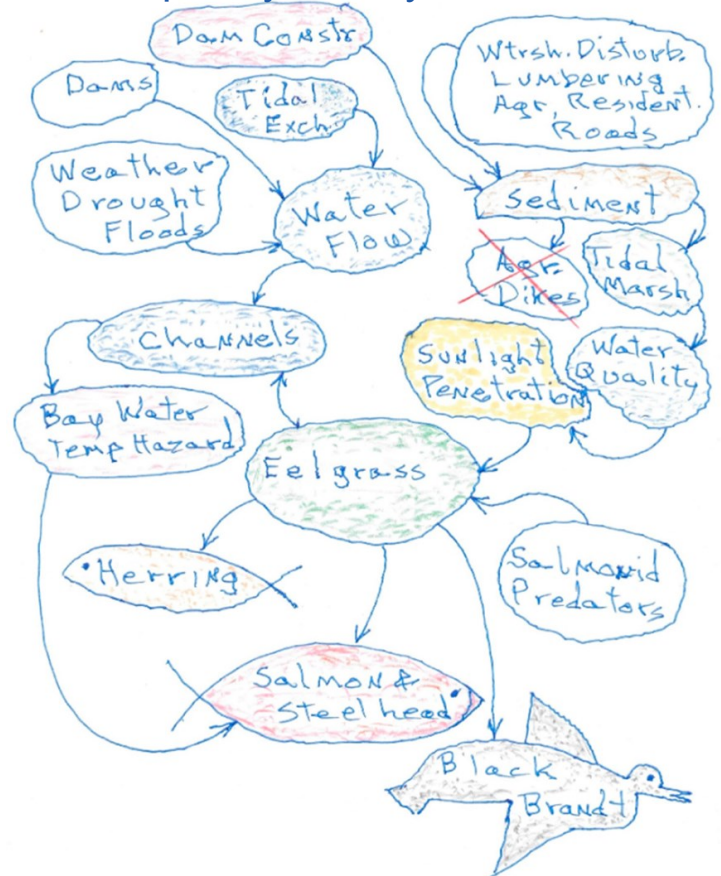 Dam Constr.
Dams
Tidal
Exch.
Wtrsh. Disturb.
Lumbering
Agr, Resident.
Roads
Weather
Drought
Floods
Water
Flow
Sediment
Agr.
Dikes
Tidal
Marsh
Channels
Sunlight
Penetration
Water
Quality
Bay Water
Temp Hazard
Eelgrass
Herring
Salmonid
Predators
Salmon &
Steelhead
Black
Brandt